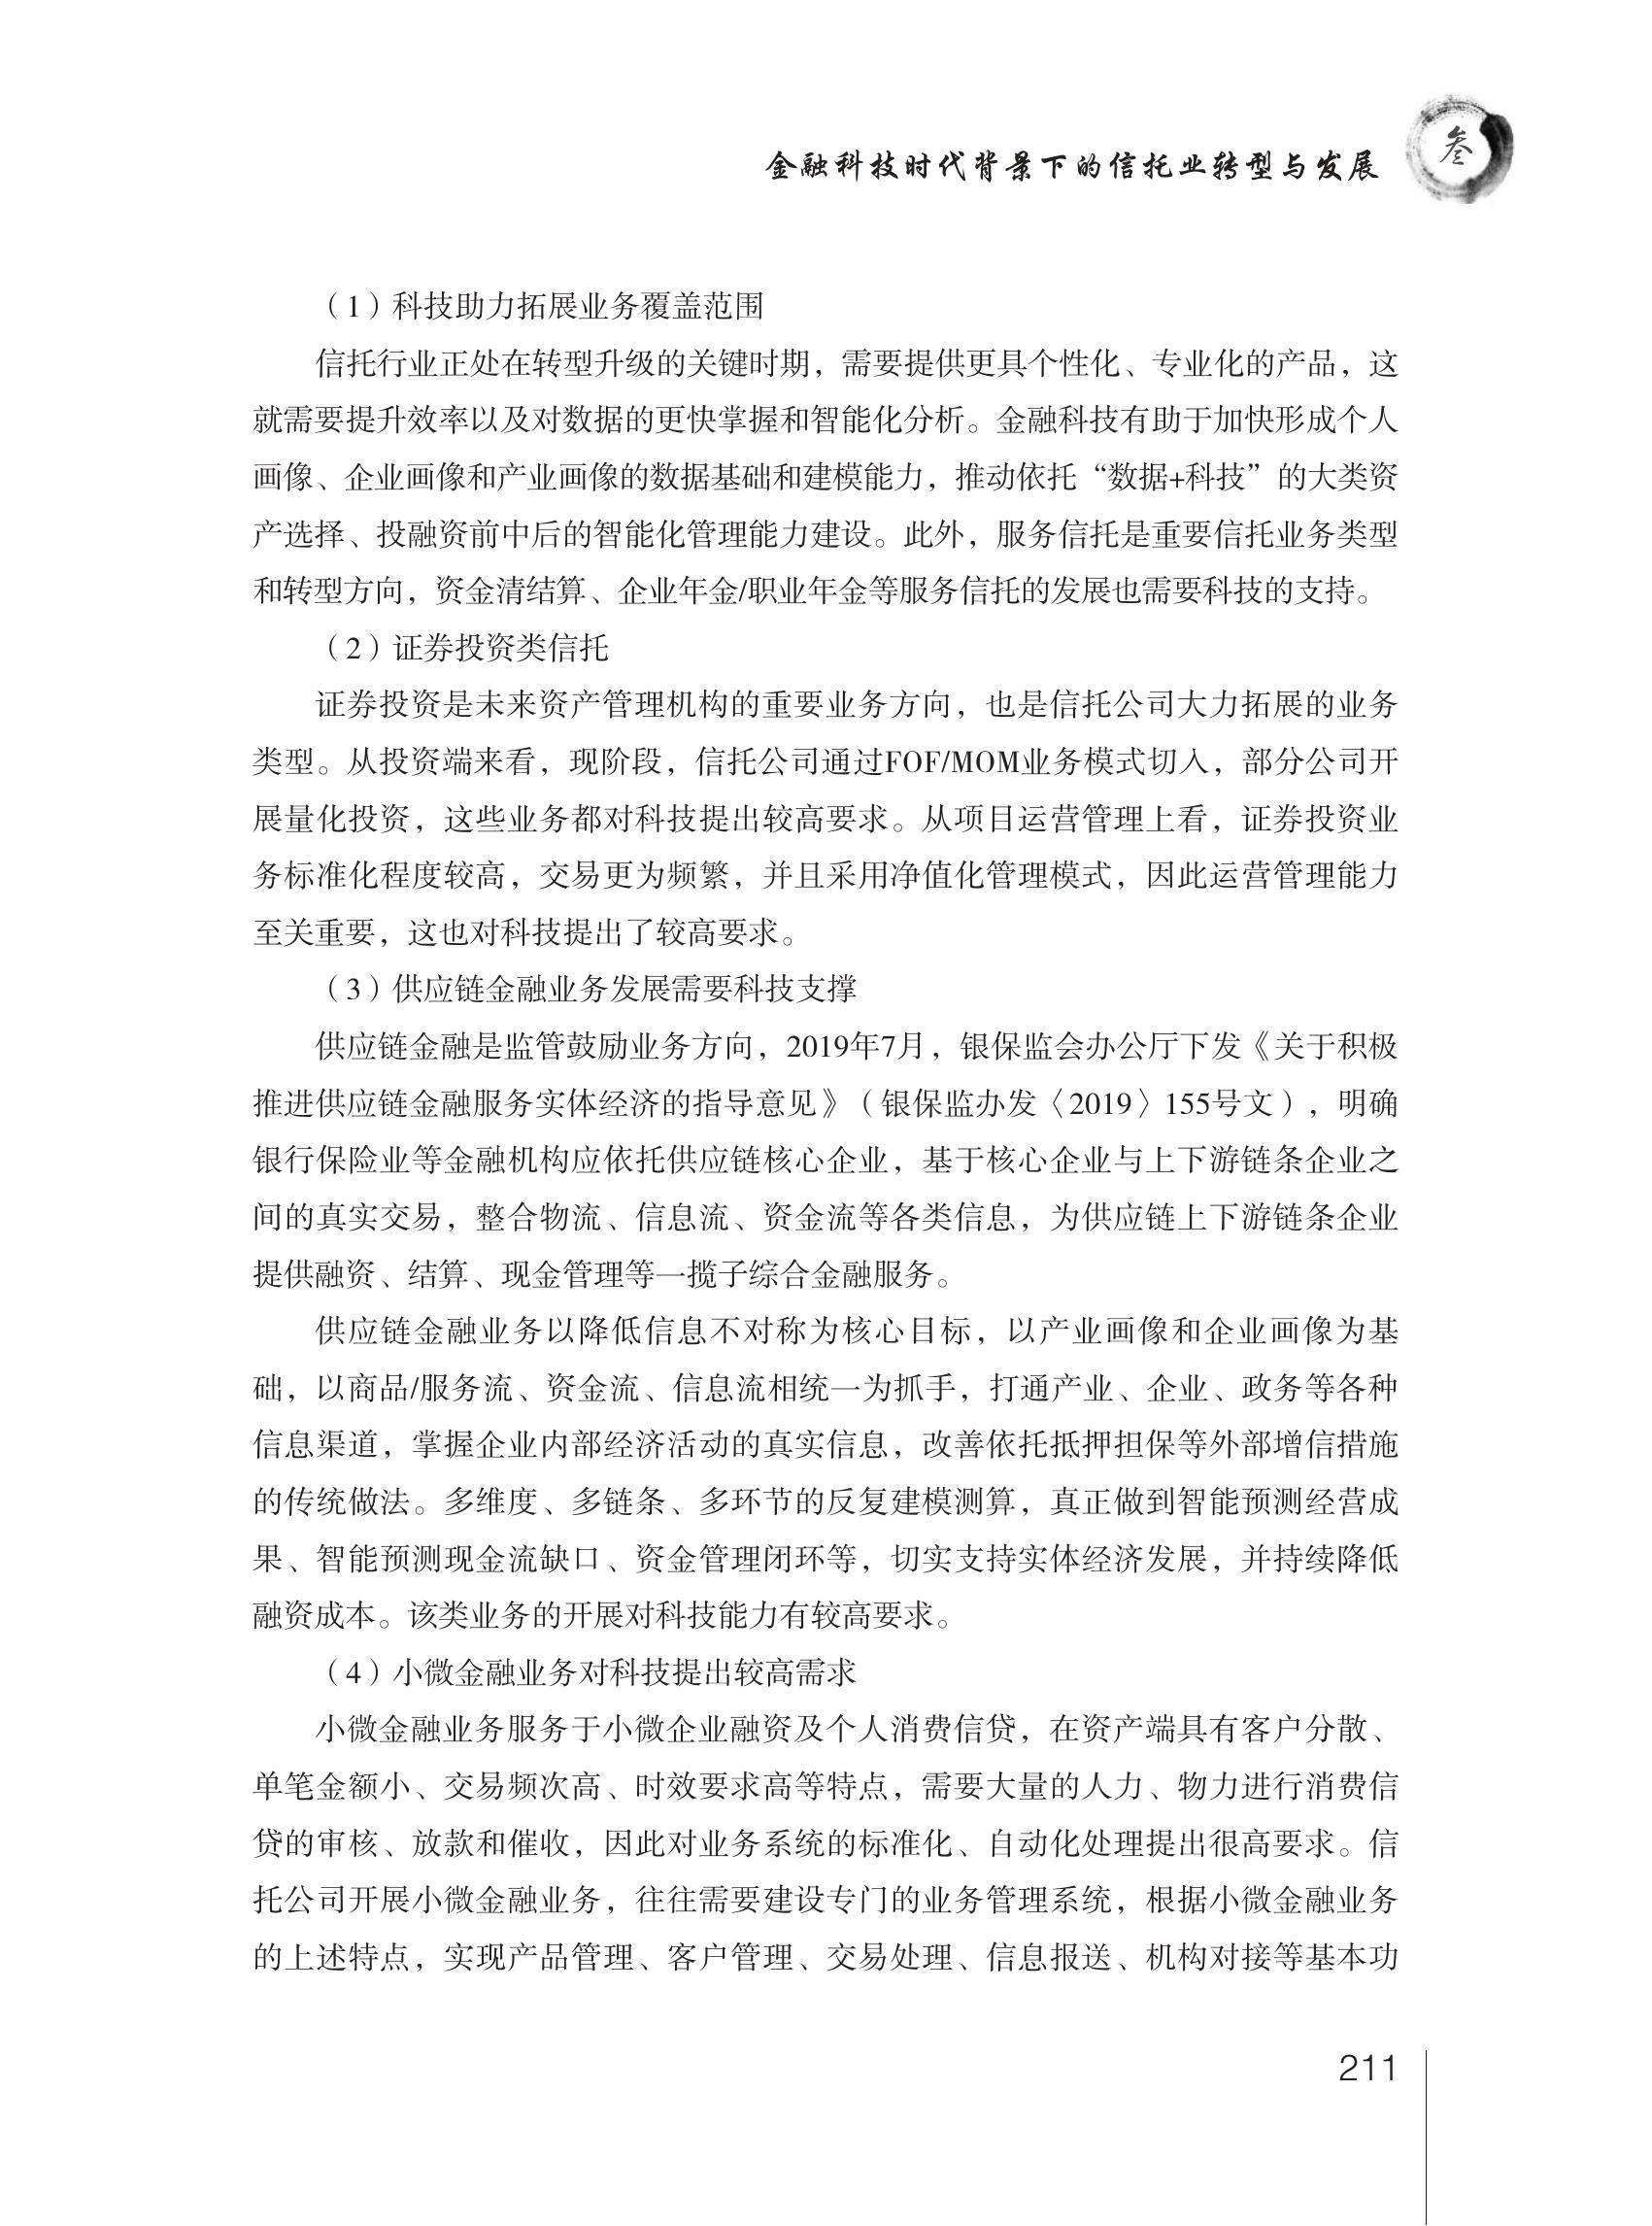 金融科技时代背景下的信托业转型与发展
叁
（1）科技助力拓展业务覆盖范围
信托行业正处在转型升级的关键时期，需要提供更具个性化、专业化的产品，这
就需要提升效率以及对数据的更快掌握和智能化分析。金融科技有助于加快形成个人
画像、企业画像和产业画像的数据基础和建模能力，推动依托“数据+科技”的大类资
产选择、投融资前中后的智能化管理能力建设。此外，服务信托是重要信托业务类型
和转型方向，资金清结算、企业年金/职业年金等服务信托的发展也需要科技的支持。
（2）证券投资类信托
证券投资是未来资产管理机构的重要业务方向，也是信托公司大力拓展的业务
类型。从投资端来看，现阶段，信托公司通过FOF/MOM业务模式切入，部分公司开
展量化投资，这些业务都对科技提出较高要求。从项目运营管理上看，证券投资业
务标准化程度较高，交易更为频繁，并且采用净值化管理模式，因此运营管理能力
至关重要，这也对科技提出了较高要求。
（3）供应链金融业务发展需要科技支撑
供应链金融是监管鼓励业务方向，2019年7月，银保监会办公厅下发《关于积极
推进供应链金融服务实体经济的指导意见》（银保监办发〈2019〉155号文），明确
银行保险业等金融机构应依托供应链核心企业，基于核心企业与上下游链条企业之
间的真实交易，整合物流、信息流、资金流等各类信息，为供应链上下游链条企业
提供融资、结算、现金管理等一揽子综合金融服务。
供应链金融业务以降低信息不对称为核心目标，以产业画像和企业画像为基
础，以商品/服务流、资金流、信息流相统一为抓手，打通产业、企业、政务等各种
信息渠道，掌握企业内部经济活动的真实信息，改善依托抵押担保等外部增信措施
的传统做法。多维度、多链条、多环节的反复建模测算，真正做到智能预测经营成
果、智能预测现金流缺口、资金管理闭环等，切实支持实体经济发展，并持续降低
融资成本。该类业务的开展对科技能力有较高要求。
（4）小微金融业务对科技提出较高需求
小微金融业务服务于小微企业融资及个人消费信贷，在资产端具有客户分散、
单笔金额小、交易频次高、时效要求高等特点，需要大量的人力、物力进行消费信
贷的审核、放款和催收，因此对业务系统的标准化、自动化处理提出很高要求。信
托公司开展小微金融业务，往往需要建设专门的业务管理系统，根据小微金融业务
的上述特点，实现产品管理、客户管理、交易处理、信息报送、机构对接等基本功
211